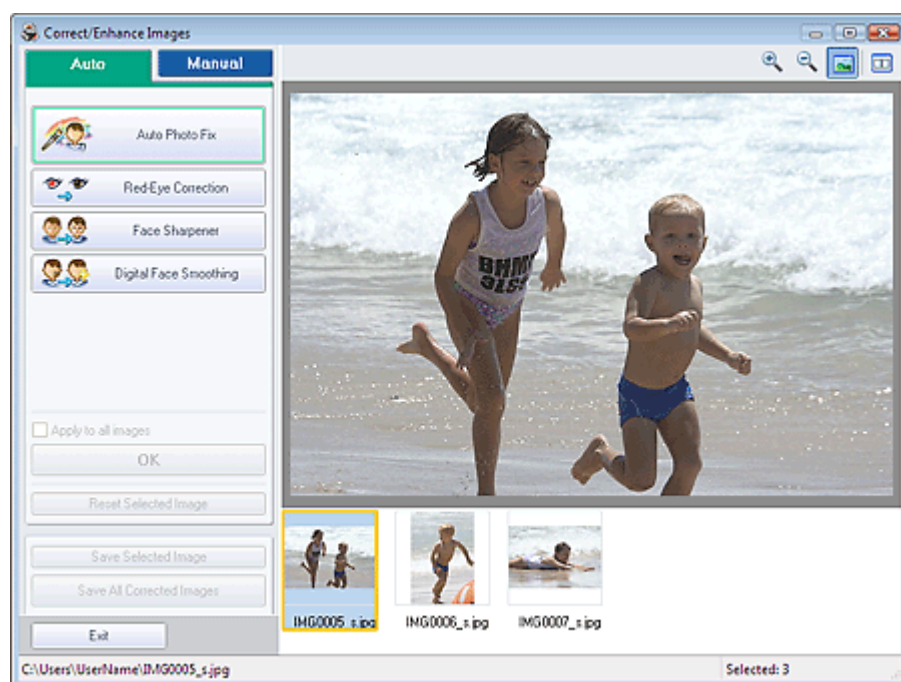 Correct/Enhance Images
Auto
Manual
Auto Photo Fix
Red-Eye Correction
Face Sharpener
Digital Face Smoothing
Apply to all images
OK
Reset Selected Image
Save Selected Image
Save All Corrected Images
Exit
IMG0005_s.jpg
IMG0006_s.jpg
IMG0007_s.jpg
C:\Users\UserName\IMG0005_s.jpg
Selected: 3